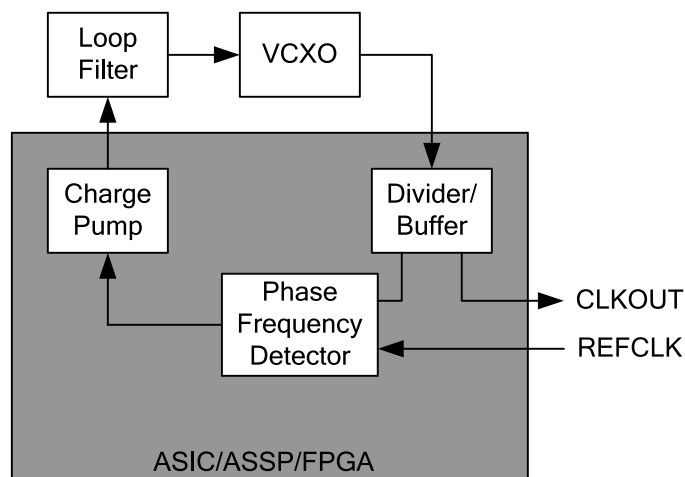 Loop
Filter
VCXO
Charge
Pump
Divider/
Buffer
Phase
Frequency
Detector
CLKOUT
REFCLK
ASIC/ASSP/FPGA